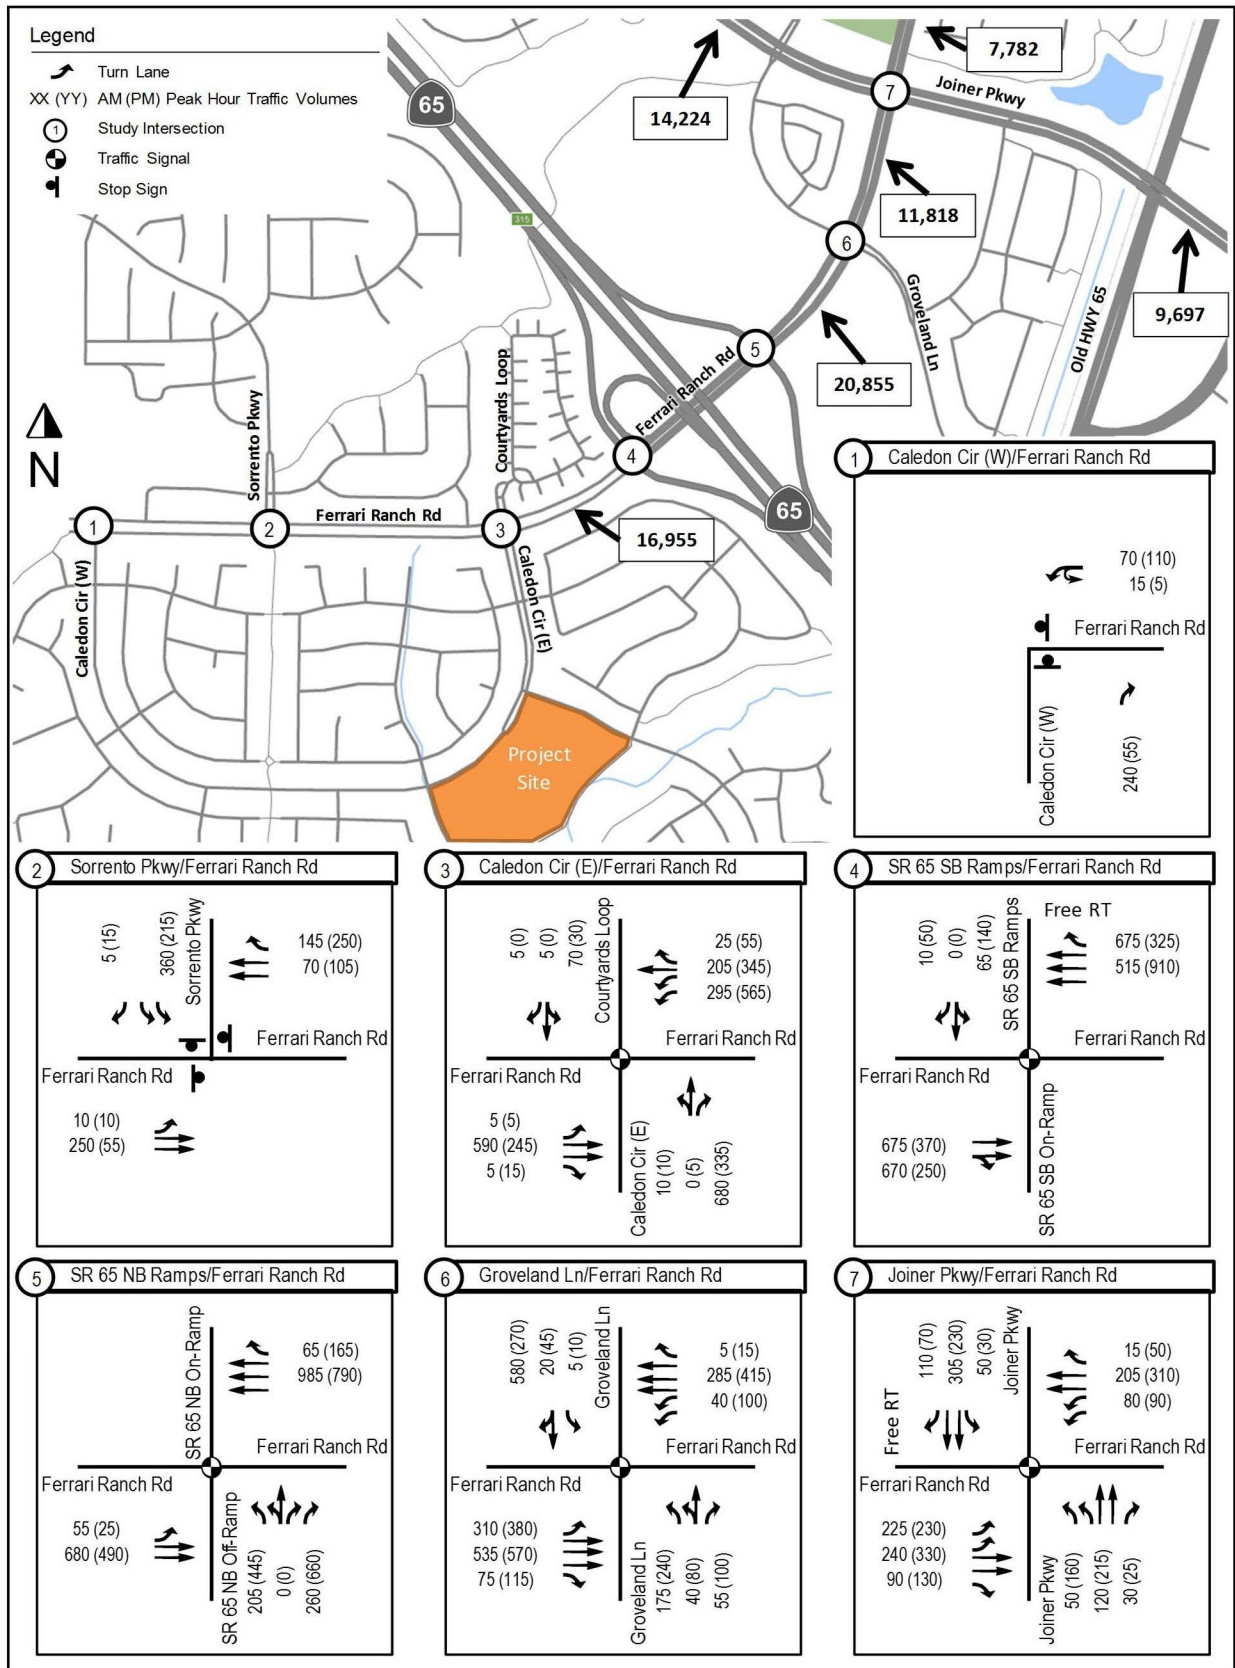 Legend
Turn Lane
XX (YY) AM (PM) Peak Hour Traffic Volumes
1 Study Intersection
Traffic Signal
Stop Sign
65
315
7,782
14,224
7
Joiner Pkwy
11,818
6
Groveland Ln
Old HWY 65
9,697
5
20,855
Ferrari Ranch Rd
4
65
Courtyards Loop
Sorrento Pkwy
N
1
2
Ferrari Ranch Rd
3
16,955
Caledon Cir (W)
Caledon Cir (E)
Project
Site
1 Caledon Cir (W)/Ferrari Ranch Rd
70 (110)
15 (5)
Ferrari Ranch Rd
Caledon Cir (W)
240 (55)
2 Sorrento Pkwy/Ferrari Ranch Rd
5 (15)
360 (215)
Sorrento Pkwy
145 (250)
70 (105)
Ferrari Ranch Rd
Ferrari Ranch Rd
10 (10)
250 (55)
3 Caledon Cir (E)/Ferrari Ranch Rd
5 (0)
5 (0)
70 (30)
Courtyards Loop
25 (55)
205 (345)
295 (565)
Ferrari Ranch Rd
Ferrari Ranch Rd
5 (5)
590 (245)
5 (15)
Caledon Cir (E)
10 (10)
0 (5)
680 (335)
4 SR 65 SB Ramps/Ferrari Ranch Rd
10 (50)
0 (0)
65 (140)
SR 65 SB Ramps
Free RT
675 (325)
515 (910)
Ferrari Ranch Rd
Ferrari Ranch Rd
675 (370)
670 (250)
SR 65 SB On-Ramp
5 SR 65 NB Ramps/Ferrari Ranch Rd
SR 65 NB On-Ramp
65 (165)
985 (790)
Ferrari Ranch Rd
Ferrari Ranch Rd
55 (25)
680 (490)
SR 65 NB Off-Ramp
205 (445)
0 (0)
260 (660)
6 Groveland Ln/Ferrari Ranch Rd
580 (270)
20 (45)
5 (10)
Groveland Ln
5 (15)
285 (415)
40 (100)
Ferrari Ranch Rd
Ferrari Ranch Rd
310 (380)
535 (570)
75 (115)
Groveland Ln
175 (240)
40 (80)
55 (100)
7 Joiner Pkwy/Ferrari Ranch Rd
Free RT
110 (70)
305 (230)
50 (30)
Joiner Pkwy
15 (50)
205 (310)
80 (90)
Ferrari Ranch Rd
Ferrari Ranch Rd
225 (230)
240 (330)
90 (130)
Joiner Pkwy
50 (160)
120 (215)
30 (25)